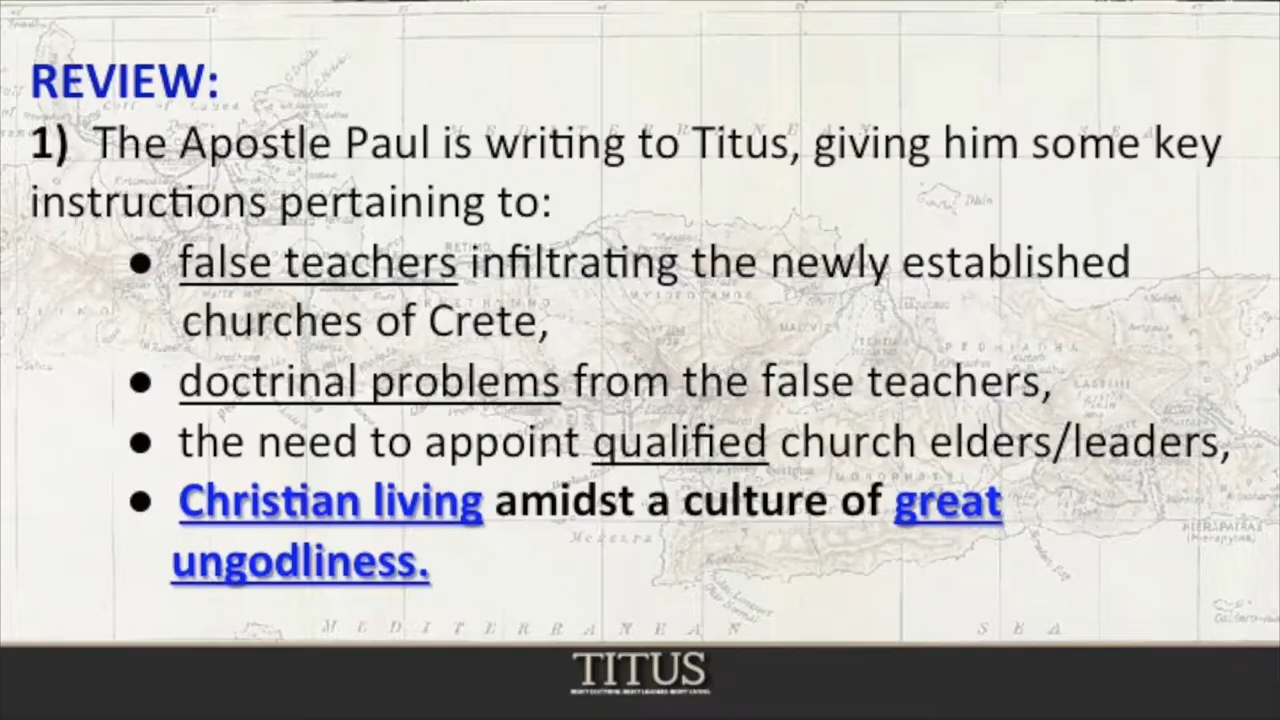 REVIEW:
1) The Apostle Paul is writing to Titus, giving him some key
instructions pertaining to:
● false teachers infiltrating the newly established
churches of Crete,
● doctrinal problems from the false teachers,
● the need to appoint qualified church elders/leaders,
● Christian living amidst a culture of great
ungodliness.
MEDITERRANEAN SEA
TITUS